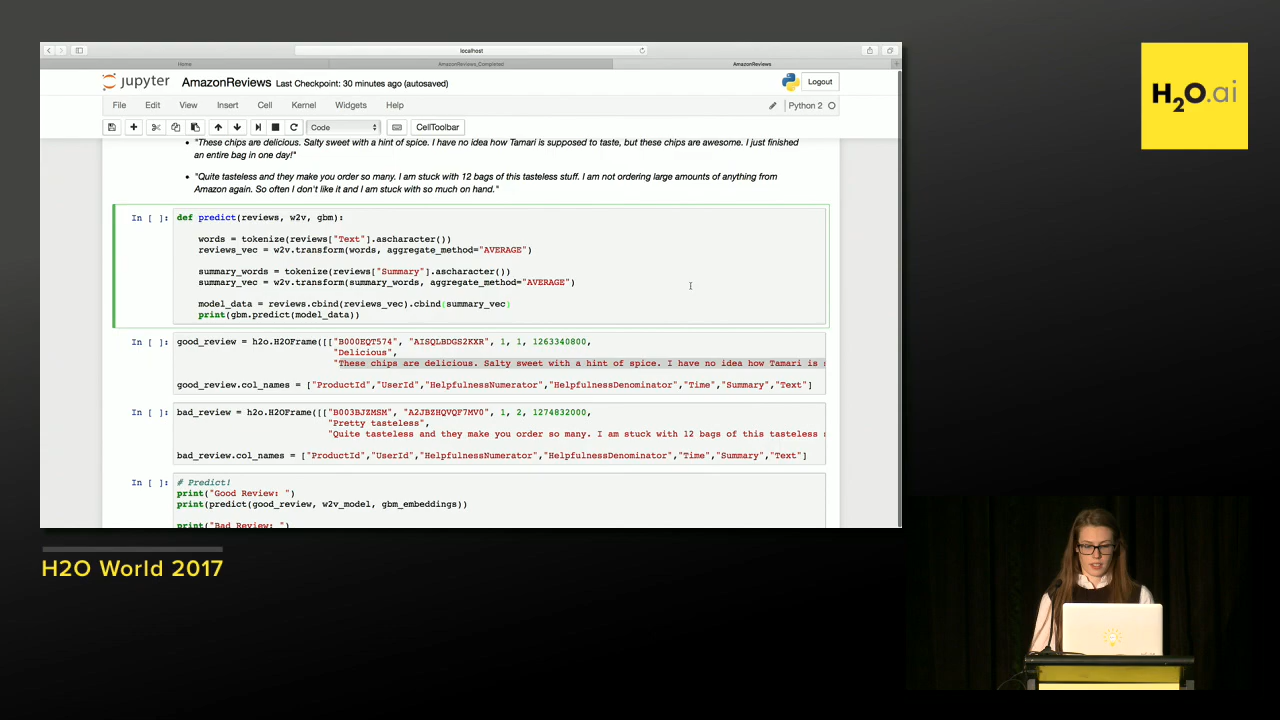 localhost
Home
AmazonReviews_Completed
AmazonReviews
jupyter AmazonReviews Last Checkpoint: 30 minutes ago (autosaved)
Logout
File Edit View Insert Cell Kernel Widgets Help
Python 2
Code
CellToolbar
• "These chips are delicious. Salty sweet with a hint of spice. I have no idea how Tamari is supposed to taste, but these chips are awesome. I just finished
an entire bag in one day!"
• "Quite tasteless and they make you order so many. I am stuck with 12 bags of this tasteless stuff. I am not ordering large amounts of anything from
Amazon again. So often I don't like it and I am stuck with so much on hand."
In [ ]: def predict(reviews, w2v, gbm):
words = tokenize(reviews["Text"].ascharacter())
reviews_vec = w2v.transform(words, aggregate_method="AVERAGE")
summary_words = tokenize(reviews["Summary"].ascharacter())
summary_vec = w2v.transform(summary_words, aggregate_method="AVERAGE")
model_data = reviews.cbind(reviews_vec).cbind(summary_vec)
print(gbm.predict(model_data))
In [ ]: good_review = h2o.H2OFrame([["B000EQT574", "AISQLBDGS2KXR", 1, 1, 1263340800,
"Delicious",
"These chips are delicious. Salty sweet with a hint of spice. I have no idea how Tamari is
good_review.col_names = ["ProductId","UserId","HelpfulnessNumerator","HelpfulnessDenominator","Time","Summary","Text"]
In [ ]: bad_review = h2o.H2OFrame([["B003BJZMSM", "A2JBZHQVQF7MV0", 1, 2, 1274832000,
"Pretty tasteless",
"Quite tasteless and they make you order so many. I am stuck with 12 bags of this tasteless
bad_review.col_names = ["ProductId","UserId","HelpfulnessNumerator","HelpfulnessDenominator","Time","Summary","Text"]
In [ ]: # Predict!
print("Good Review: ")
print(predict(good_review, w2v_model, gbm_embeddings))
print("Bad Review: ")
H2O.ai
H2O World 2017